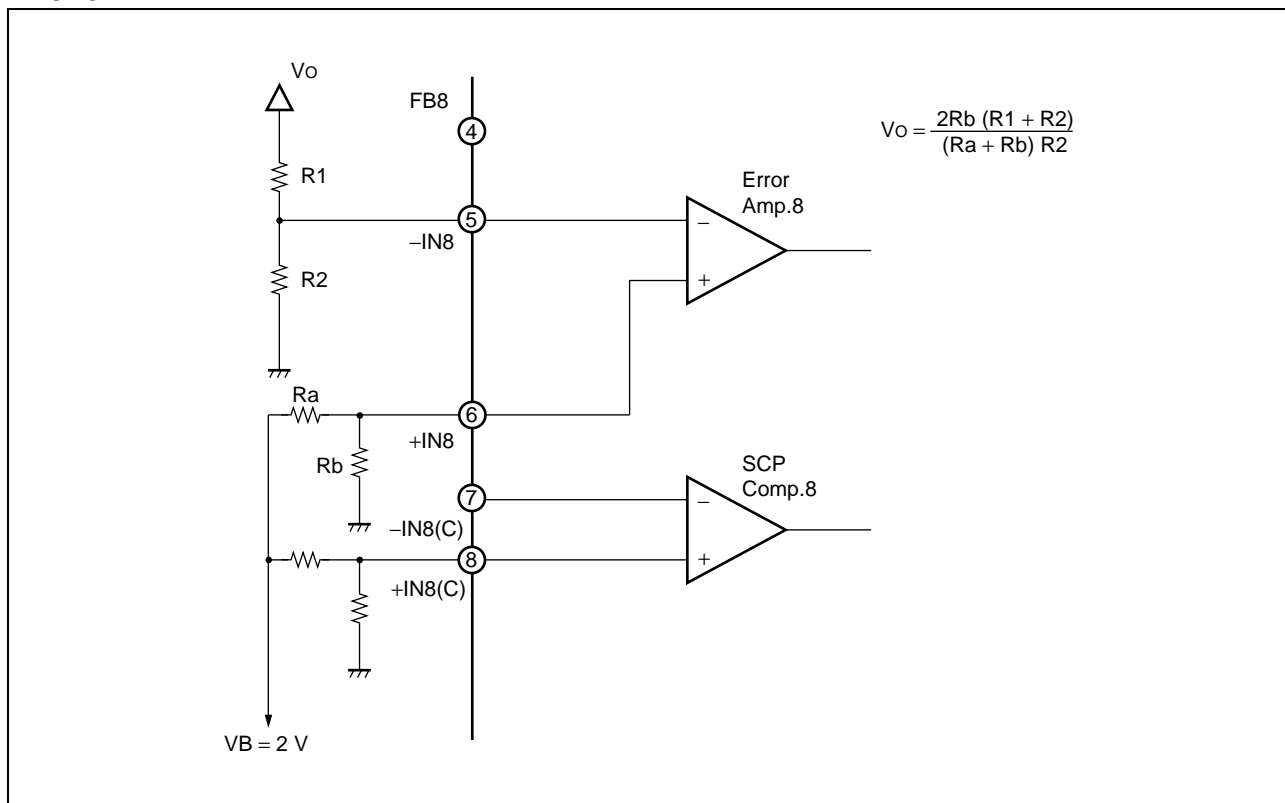 Vo
FB8
4
Vo = 2Rb (R1 + R2)
(Ra + Rb) R2
R1
Error
Amp.8
5
−
−IN8
R2
+
Ra
6
+IN8
Rb
SCP
Comp.8
7
−
−IN8(C)
8
+
+IN8(C)
VB = 2 V